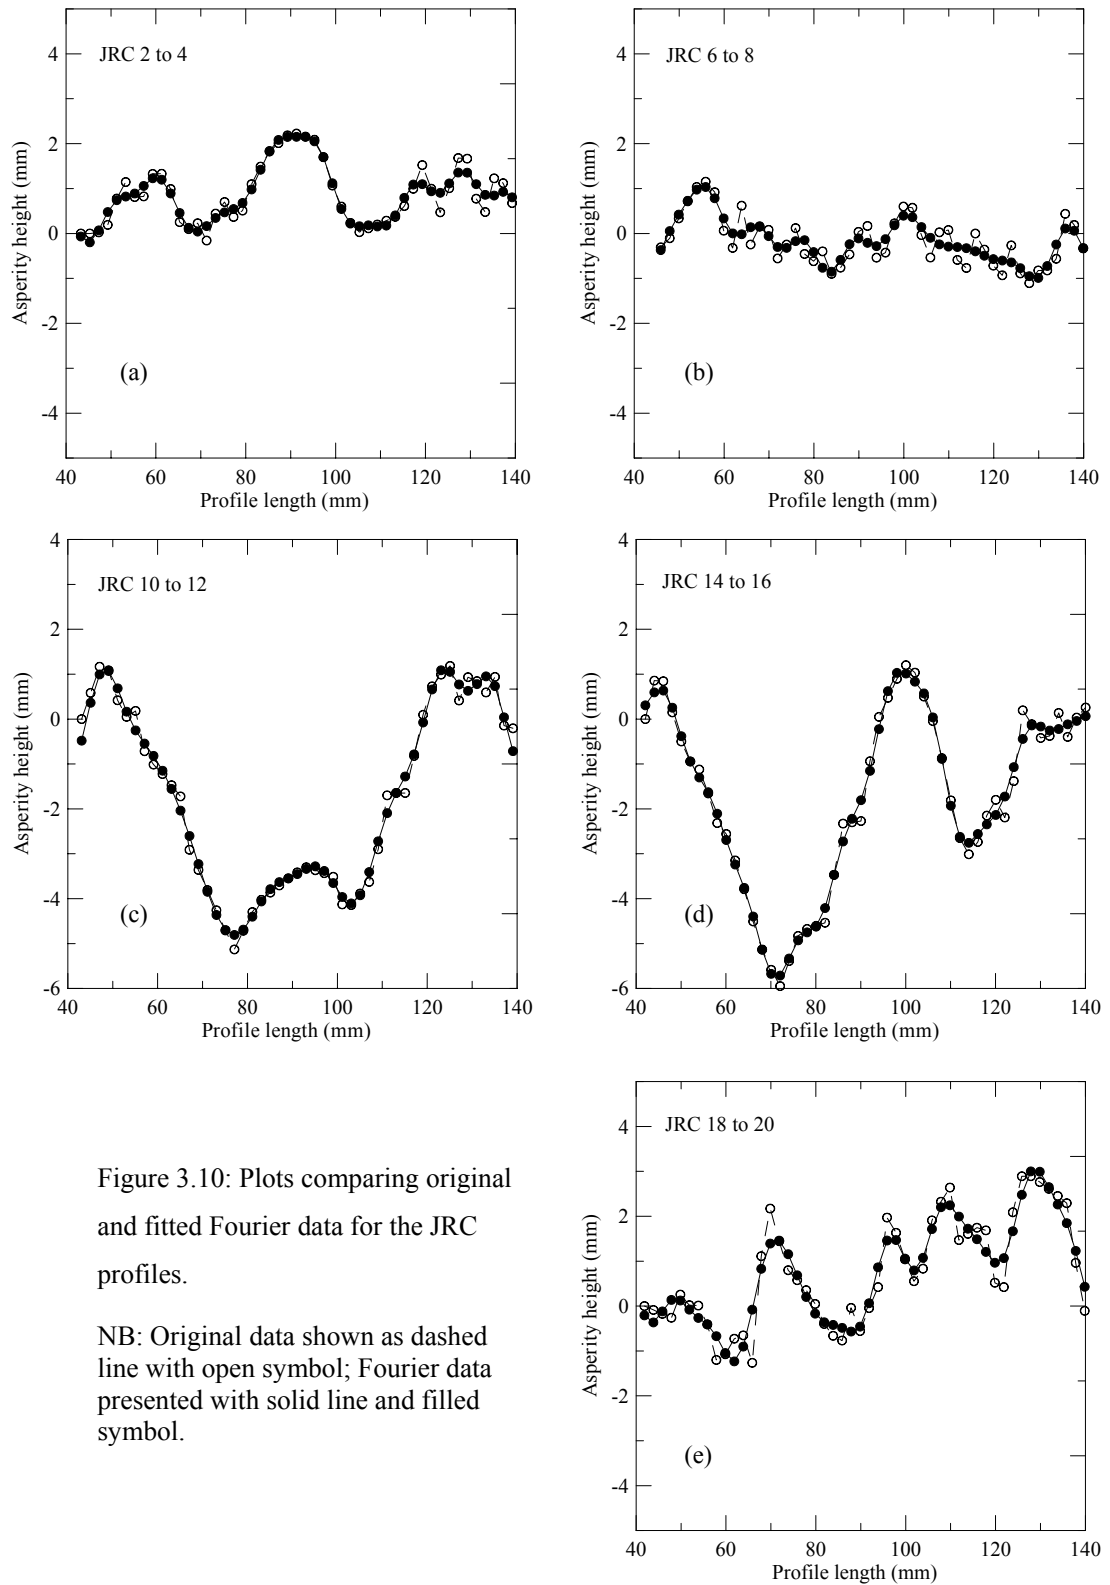 JRC 2 to 4
4
2
0
-2
-4
Asperity height (mm)
(a)
40 60 80 100 120 140
Profile length (mm)
JRC 6 to 8
4
2
0
-2
-4
Asperity height (mm)
(b)
40 60 80 100 120 140
Profile length (mm)
JRC 10 to 12
4
2
0
-2
-4
-6
Asperity height (mm)
(c)
40 60 80 100 120 140
Profile length (mm)
JRC 14 to 16
4
2
0
-2
-4
-6
Asperity height (mm)
(d)
40 60 80 100 120 140
Profile length (mm)
Figure 3.10: Plots comparing original
and fitted Fourier data for the JRC
profiles.
NB: Original data shown as dashed
line with open symbol; Fourier data
presented with solid line and filled
symbol.
JRC 18 to 20
4
2
0
-2
-4
Asperity height (mm)
(e)
40 60 80 100 120 140
Profile length (mm)